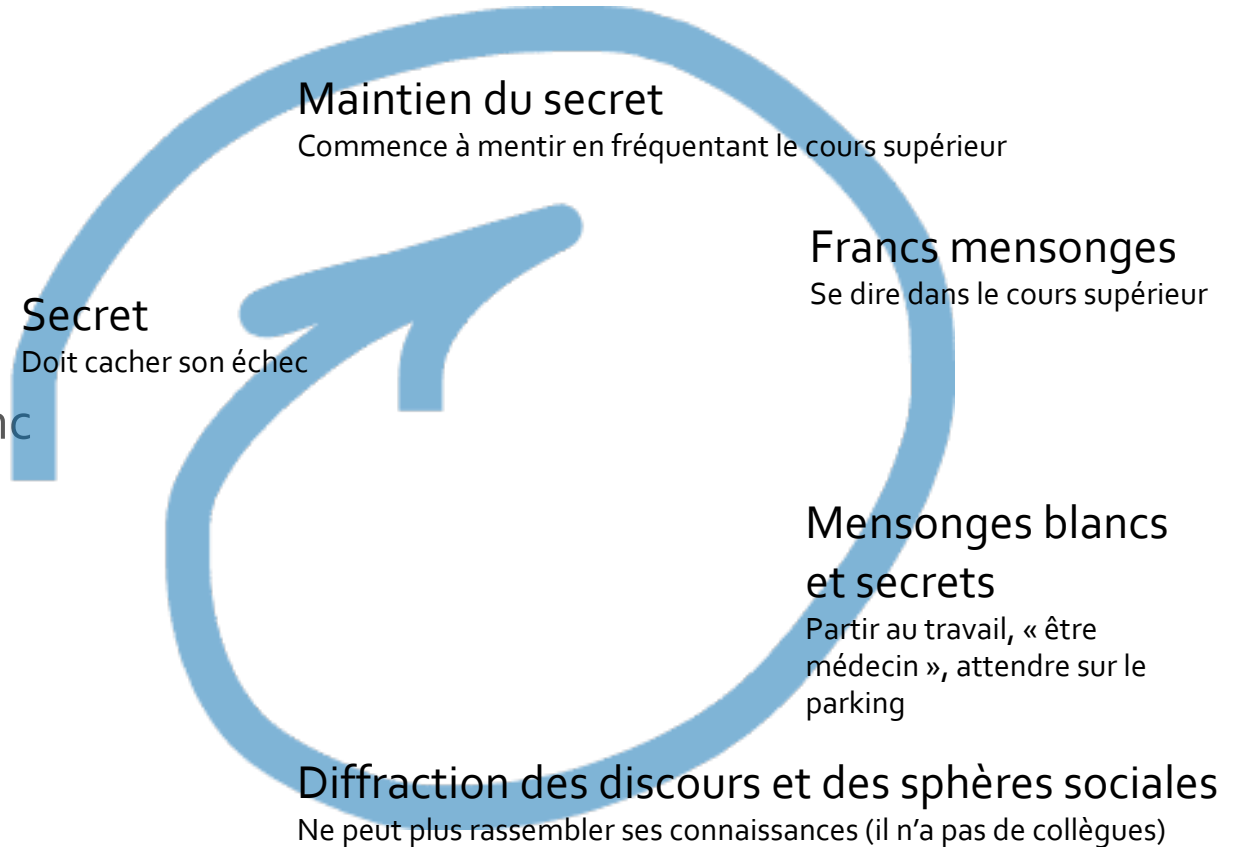 Maintien du secret
Commence à mentir en fréquentant le cours supérieur
Francs mensonges
Se dire dans le cours supérieur
Secret
Doit cacher son échec
Mensonges blancs
et secrets
Partir au travail, « être
médecin », attendre sur le
parking
Diffraction des discours et des sphères sociales
Ne peut plus rassembler ses connaissances (il n’a pas de collègues)